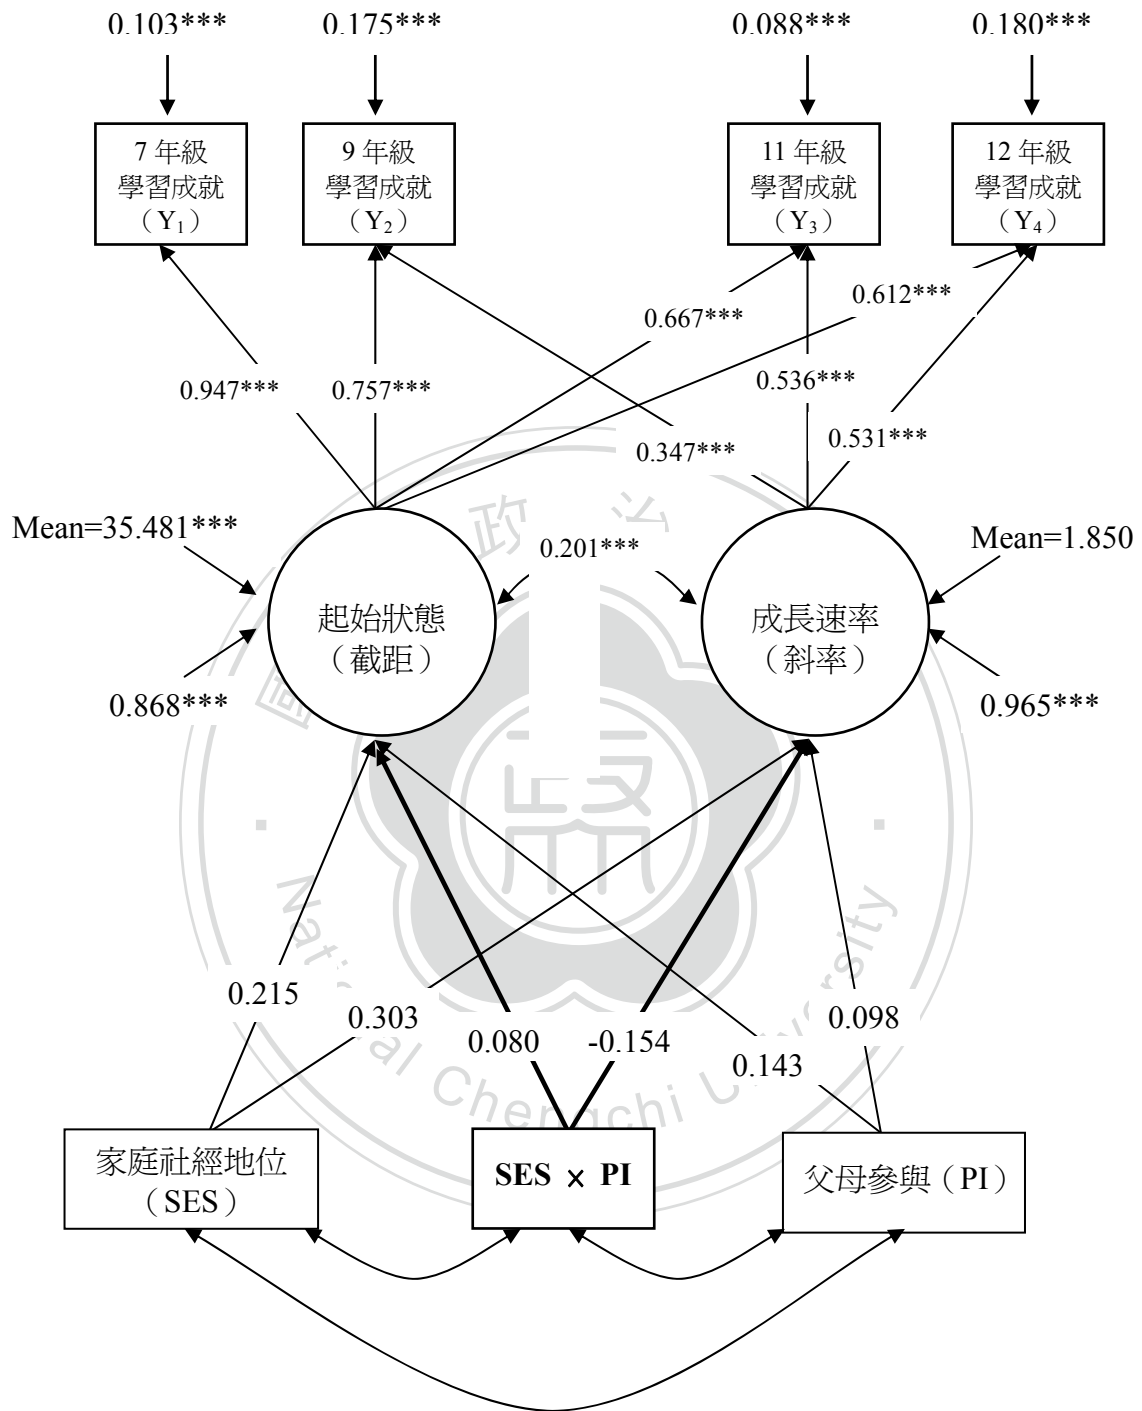 0.103*** 0.175*** 0.088*** 0.180***
7 年級
學習成就
（Y₁）
9 年級
學習成就
（Y₂）
11 年級
學習成就
（Y₃）
12 年級
學習成就
（Y₄）
0.612***
0.667***
0.947*** 0.757*** 0.536***
0.347*** 0.531***
Mean=35.481*** 0.201*** Mean=1.850
起始狀態
（截距）
成長速率
（斜率）
0.868*** 0.965***
0.215 0.303 0.080 -0.154 0.143 0.098
家庭社經地位
（SES）
SES × PI
父母參與（PI）
政
National Chengchi University